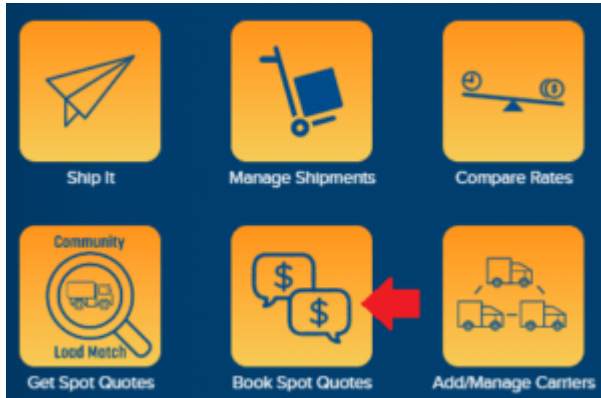 Ship It
Manage Shipments
Compare Rates
$
Community
Load Match
$
$
Get Spot Quotes
Book Spot Quotes
Add/Manage Carriers